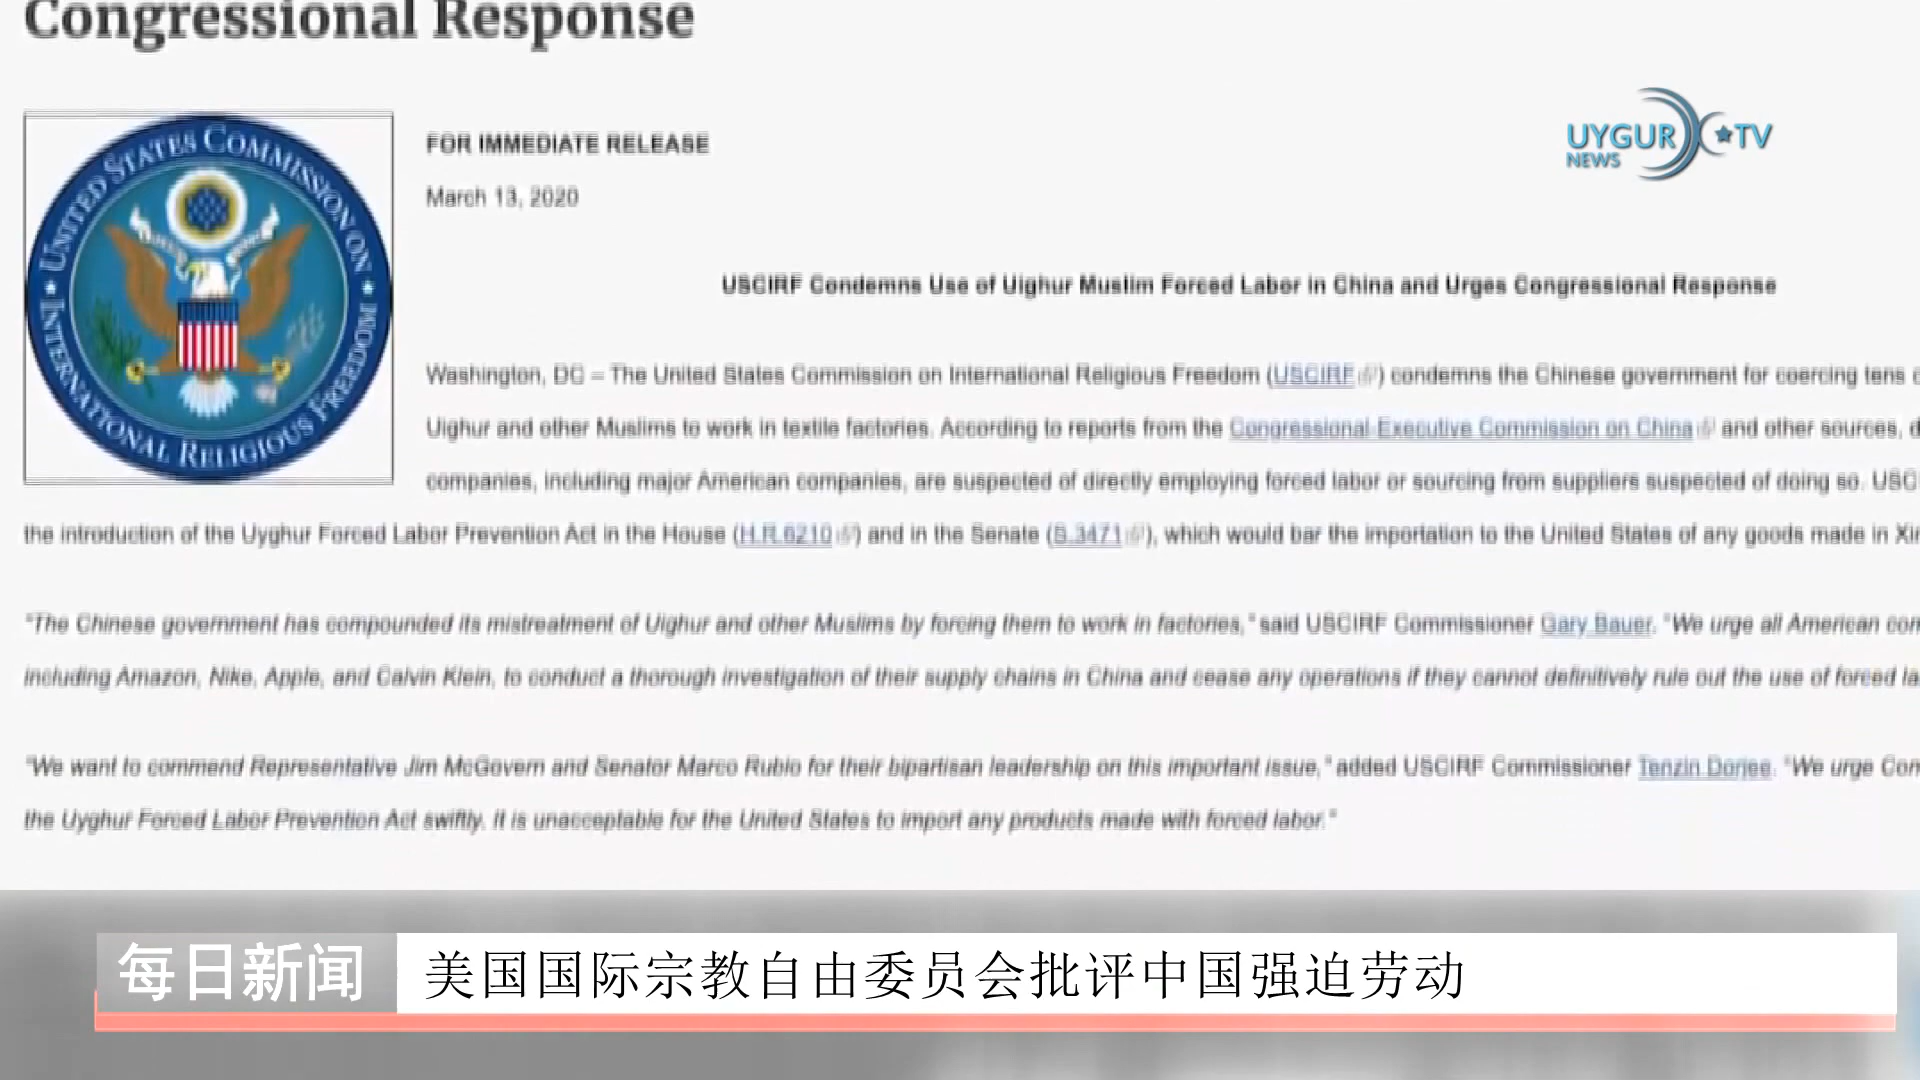 Congressional Response
UNITED STATES COMMISSION ON
INTERNATIONAL RELIGIOUS FREEDOM
UYGUR TV
NEWS
FOR IMMEDIATE RELEASE
March 13, 2020
USCIRF Condemns Use of Uighur Muslim Forced Labor in China and Urges Congressional Response
Washington, DC – The United States Commission on International Religious Freedom (USCIRF) condemns the Chinese government for coercing tens
Uighur and other Muslims to work in textile factories. According to reports from the Congressional-Executive Commission on China and other sources,
companies, including major American companies, are suspected of directly employing forced labor or sourcing from suppliers suspected of doing so. USC
the introduction of the Uyghur Forced Labor Prevention Act in the House (H.R.6210) and in the Senate (S.3471), which would bar the importation to the United States of any goods made in Xin
"The Chinese government has compounded its mistreatment of Uighur and other Muslims by forcing them to work in factories," said USCIRF Commissioner Gary Bauer. "We urge all American com
including Amazon, Nike, Apple, and Calvin Klein, to conduct a thorough investigation of their supply chains in China and cease any operations if they cannot definitively rule out the use of forced la
"We want to commend Representative Jim McGovern and Senator Marco Rubio for their bipartisan leadership on this important issue," added USCIRF Commissioner Tenzin Dorjee. "We urge Con
the Uyghur Forced Labor Prevention Act swiftly. It is unacceptable for the United States to import any products made with forced labor."
每日新闻
美国国际宗教自由委员会批评中国强迫劳动